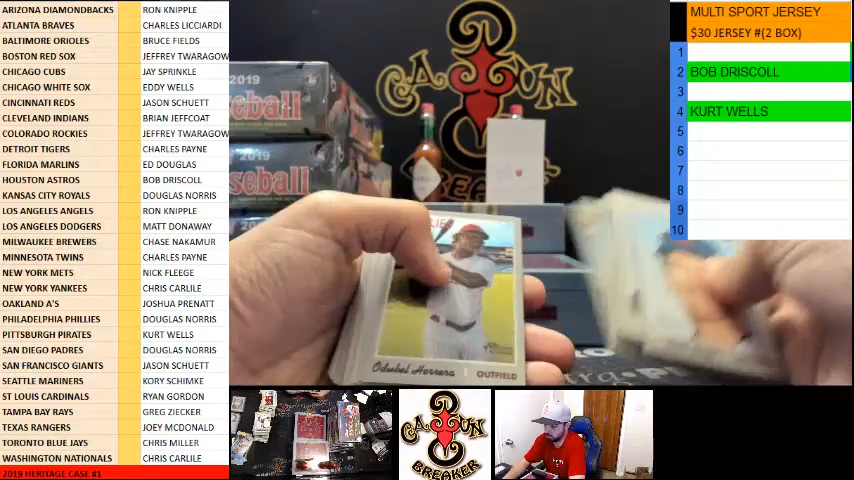 ARIZONA DIAMONDBACKS RON KNIPPLE
ATLANTA BRAVES CHARLES LICCIARDI
BALTIMORE ORIOLES BRUCE FIELDS
BOSTON RED SOX JEFFREY TWARAGOW
CHICAGO CUBS JAY SPRINKLE
CHICAGO WHITE SOX EDDY WELLS
CINCINNATI REDS JASON SCHUETT
CLEVELAND INDIANS BRIAN JEFFCOAT
COLORADO ROCKIES JEFFREY TWARAGOW
DETROIT TIGERS CHARLES PAYNE
FLORIDA MARLINS ED DOUGLAS
HOUSTON ASTROS BOB DRISCOLL
KANSAS CITY ROYALS DOUGLAS NORRIS
LOS ANGELES ANGELS RON KNIPPLE
LOS ANGELES DODGERS MATT DONAWAY
MILWAUKEE BREWERS CHASE NAKAMUR
MINNESOTA TWINS CHARLES PAYNE
NEW YORK METS NICK FLEEGE
NEW YORK YANKEES CHRIS CARLILE
OAKLAND A'S JOSHUA PRENATT
PHILADELPHIA PHILLIES DOUGLAS NORRIS
PITTSBURGH PIRATES KURT WELLS
SAN DIEGO PADRES DOUGLAS NORRIS
SAN FRANCISCO GIANTS JASON SCHUETT
SEATTLE MARINERS KORY SCHIMKE
ST LOUIS CARDINALS RYAN GORDON
TAMPA BAY RAYS GREG ZIECKER
TEXAS RANGERS JOEY MCDONALD
TORONTO BLUE JAYS CHRIS MILLER
WASHINGTON NATIONALS CHRIS CARLILE
2019 HERITAGE CASE #1
2019
eball
2019
seball
CAJUN
BREAKER
Odubel Herrera OUTFIELD
MULTI SPORT JERSEY
$30 JERSEY #(2 BOX)
1
2 BOB DRISCOLL
3
4 KURT WELLS
5
6
7
8
9
10
CAJUN
BREAKER